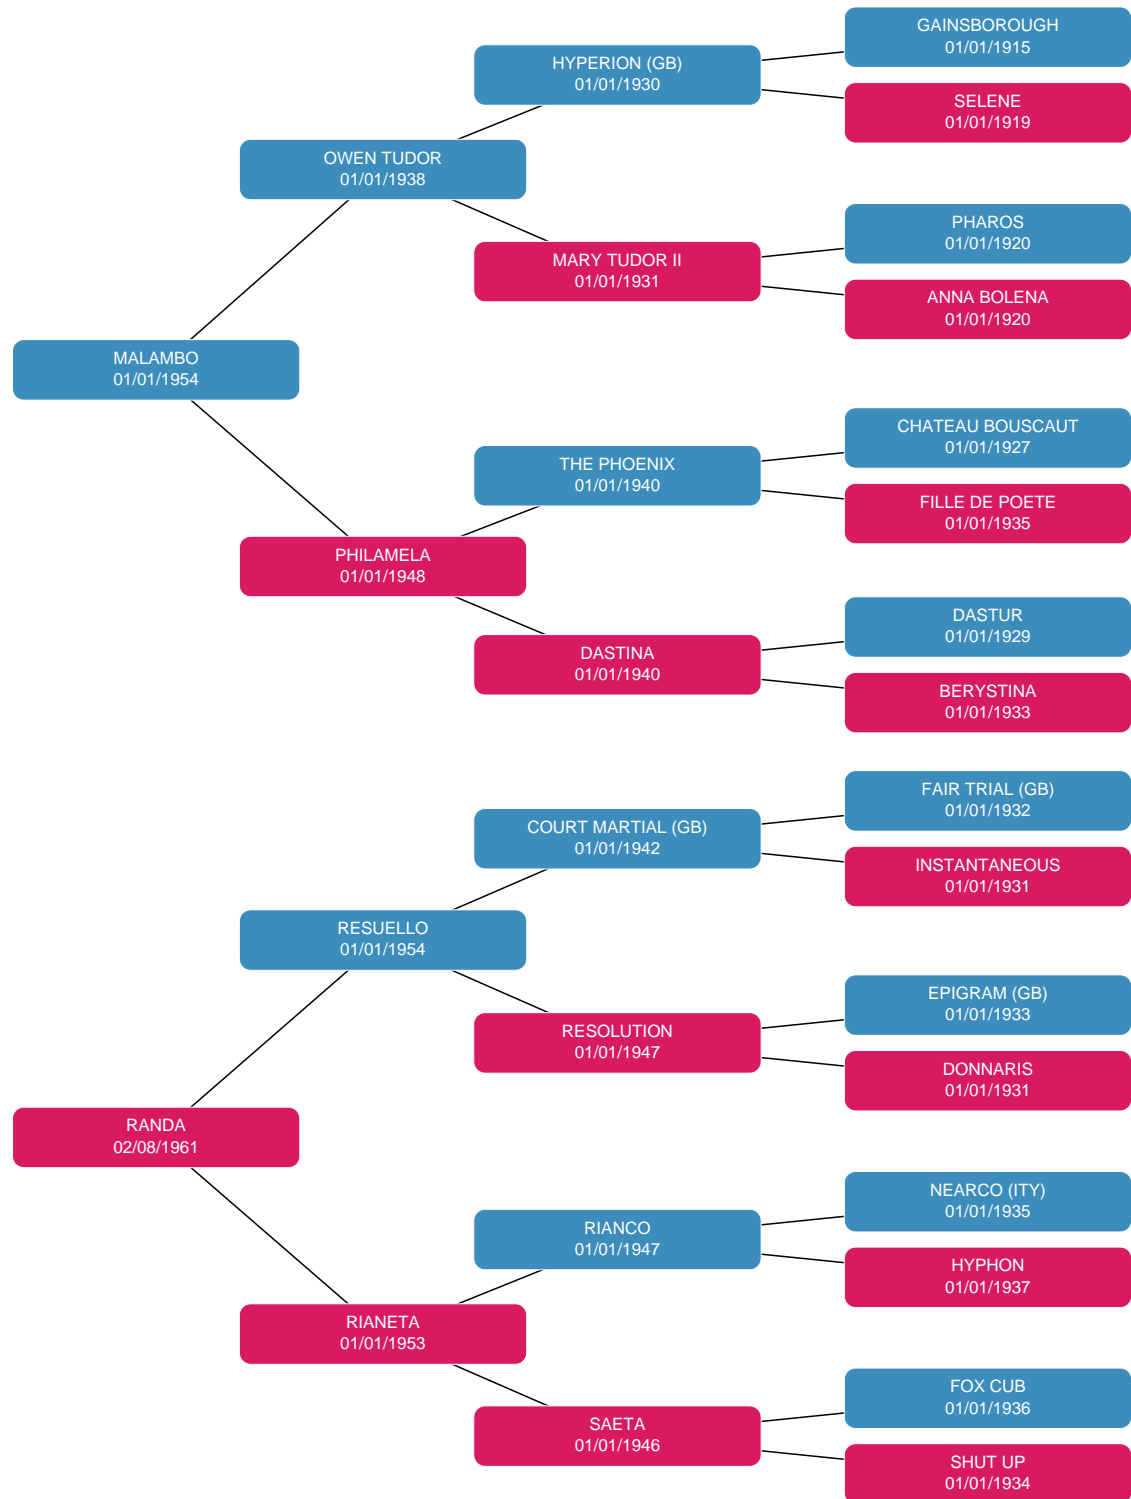 GAINSBOROUGH
01/01/1915
HYPERION (GB)
01/01/1930
SELENE
01/01/1919
OWEN TUDOR
01/01/1938
PHAROS
01/01/1920
MARY TUDOR II
01/01/1931
ANNA BOLENA
01/01/1920
MALAMBO
01/01/1954
CHATEAU BOUSCAUT
01/01/1927
THE PHOENIX
01/01/1940
FILLE DE POETE
01/01/1935
PHILAMELA
01/01/1948
DASTUR
01/01/1929
DASTINA
01/01/1940
BERYSTINA
01/01/1933
FAIR TRIAL (GB)
01/01/1932
COURT MARTIAL (GB)
01/01/1942
INSTANTANEOUS
01/01/1931
RESUELLO
01/01/1954
EPIGRAM (GB)
01/01/1933
RESOLUTION
01/01/1947
DONNARIS
01/01/1931
RANDA
02/08/1961
NEARCO (ITY)
01/01/1935
RIANCO
01/01/1947
HYPHON
01/01/1937
RIANETA
01/01/1953
FOX CUB
01/01/1936
SAETA
01/01/1946
SHUT UP
01/01/1934